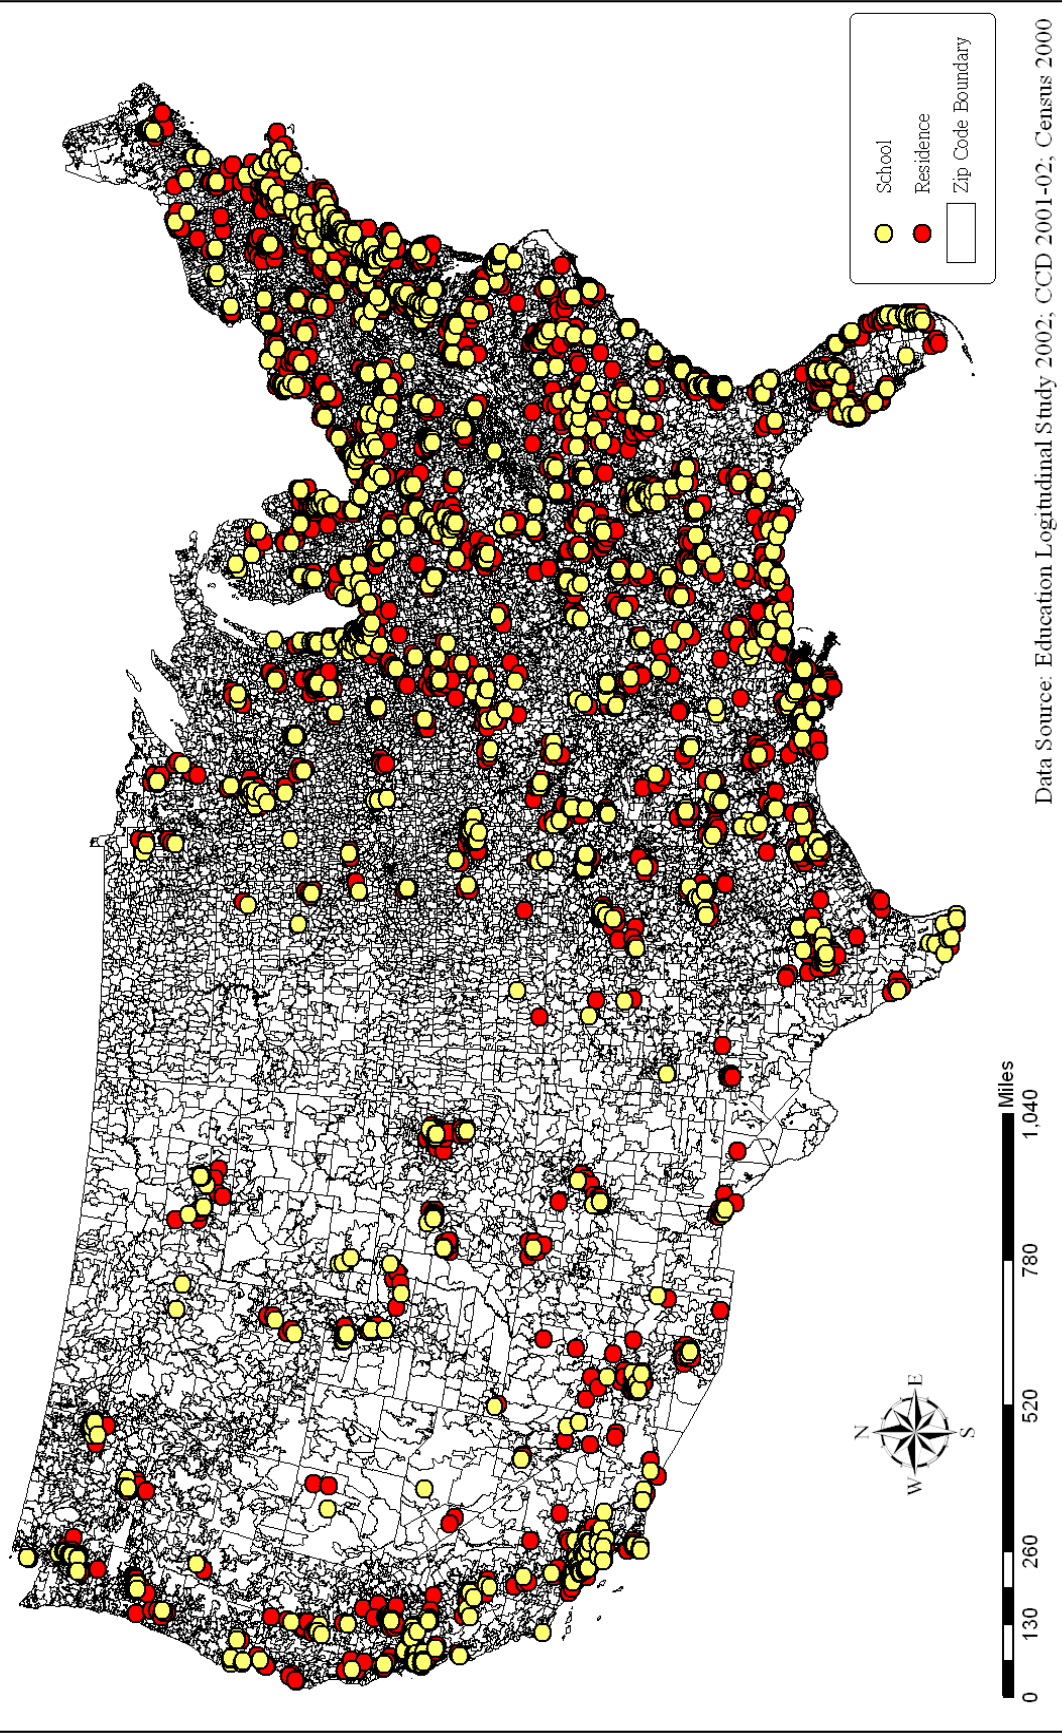 School
Residence
Zip Code Boundary
N
W
E
S
Miles
0
130
260
520
780
1,040
Data Source: Education Logitudinal Study 2002; CCD 2001-02; Census 2000